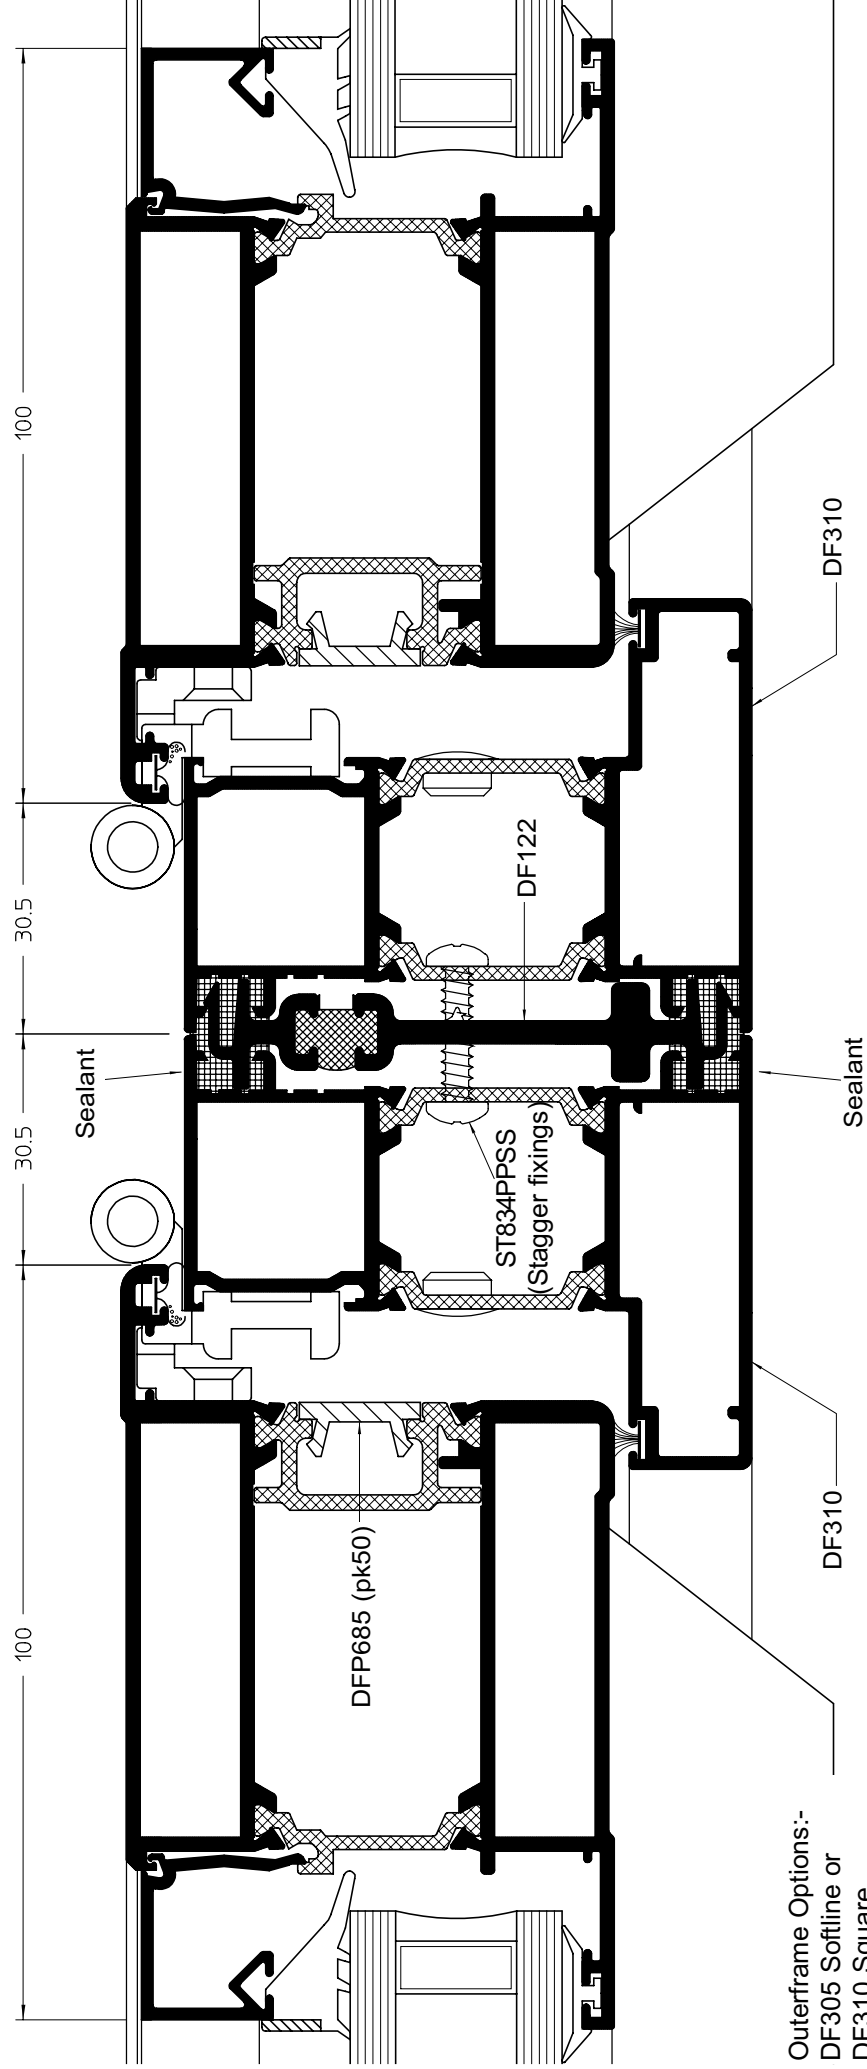 100
30.5
30.5
100
Sealant
Sealant
DF310
DF122
ST834PPSS
(Stagger fixings)
DFP685 (pk50)
DF310
Outerframe Options:-
DF305 Softline or
DF310 Square